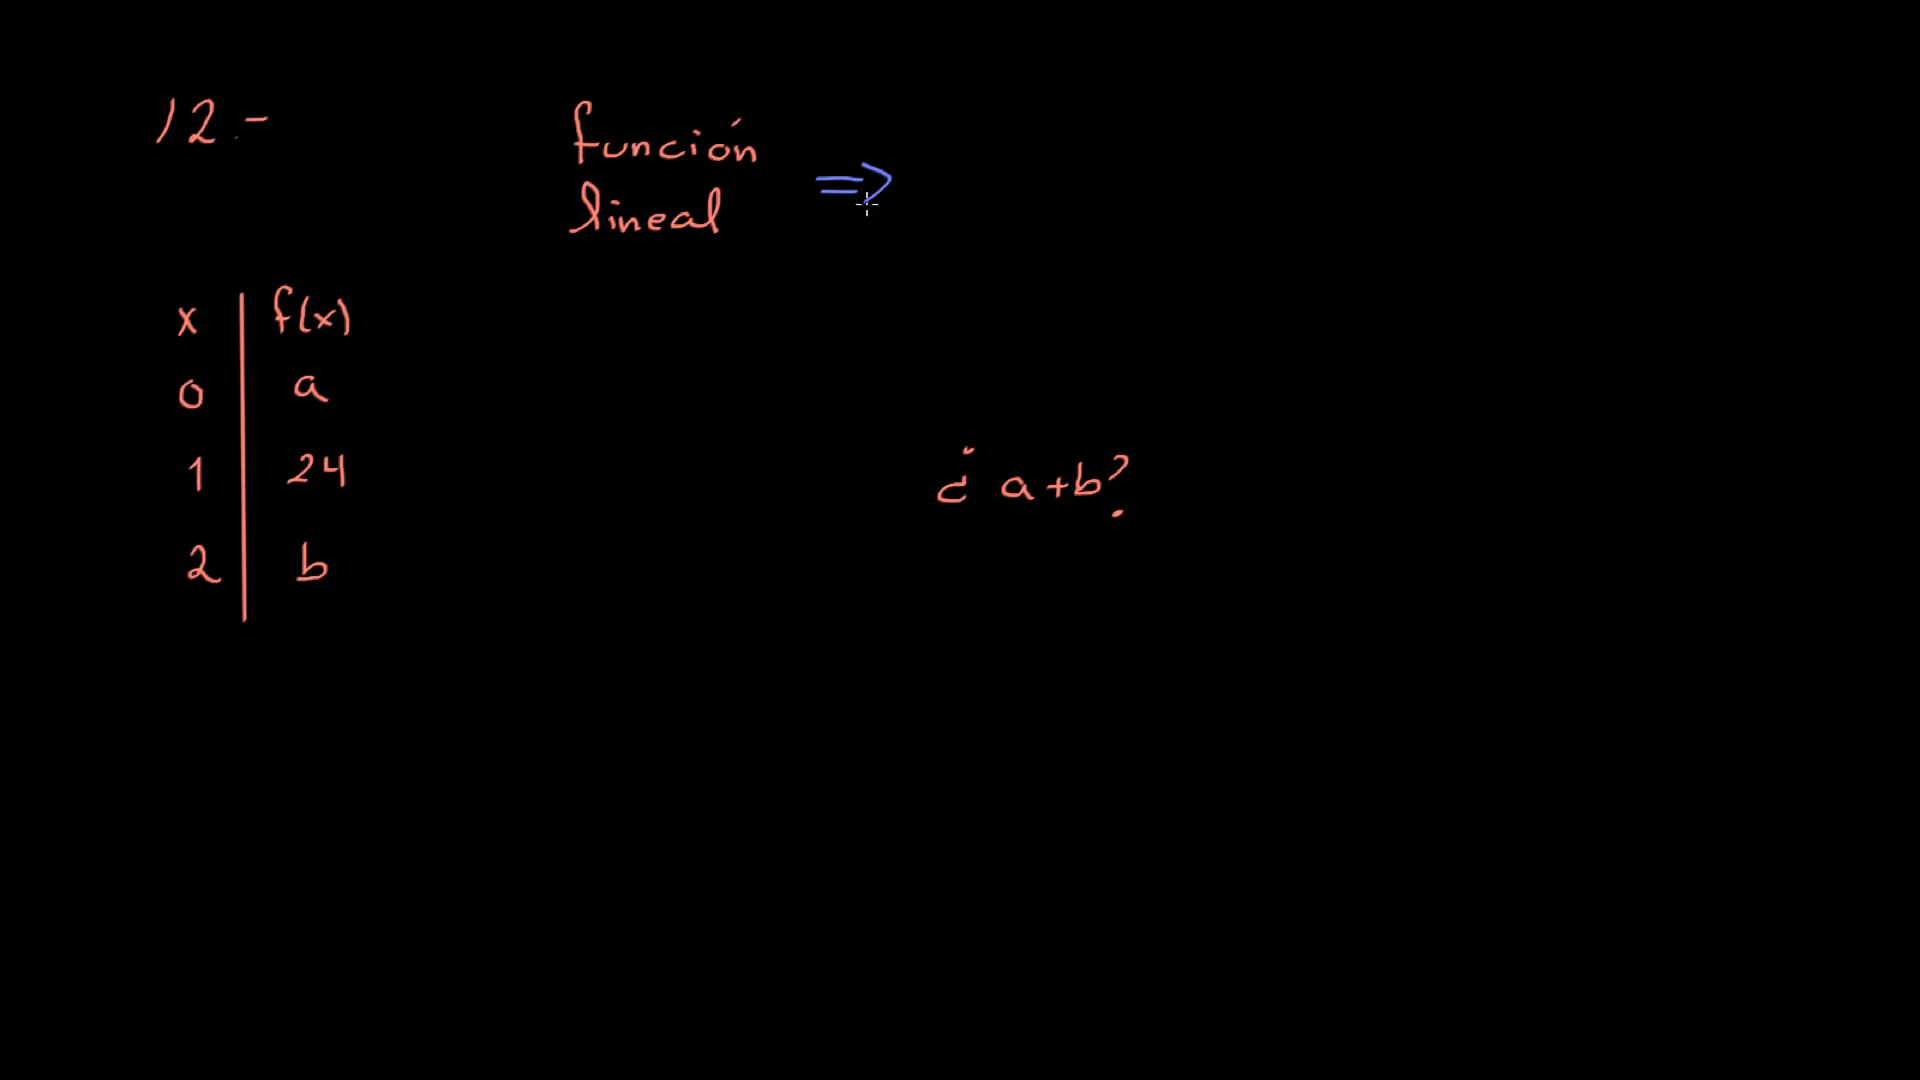 12.-
función
lineal
⇒
x | f(x)
0 | a
1 | 24
2 | b
¿ a+b?